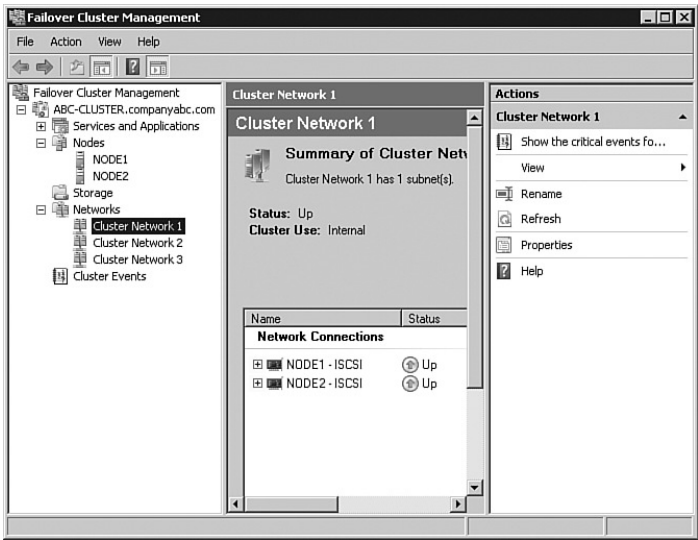 Failover Cluster Management
File Action View Help
Failover Cluster Management
ABC-CLUSTER.companyabc.com
Services and Applications
Nodes
NODE1
NODE2
Storage
Networks
Cluster Network 1
Cluster Network 2
Cluster Network 3
Cluster Events
Cluster Network 1
Cluster Network 1
Summary of Cluster Netw
Cluster Network 1 has 1 subnet(s).
Status: Up
Cluster Use: Internal
Name Status
Network Connections
NODE1 - ISCSI Up
NODE2 - ISCSI Up
Actions
Cluster Network 1
Show the critical events fo...
View
Rename
Refresh
Properties
Help